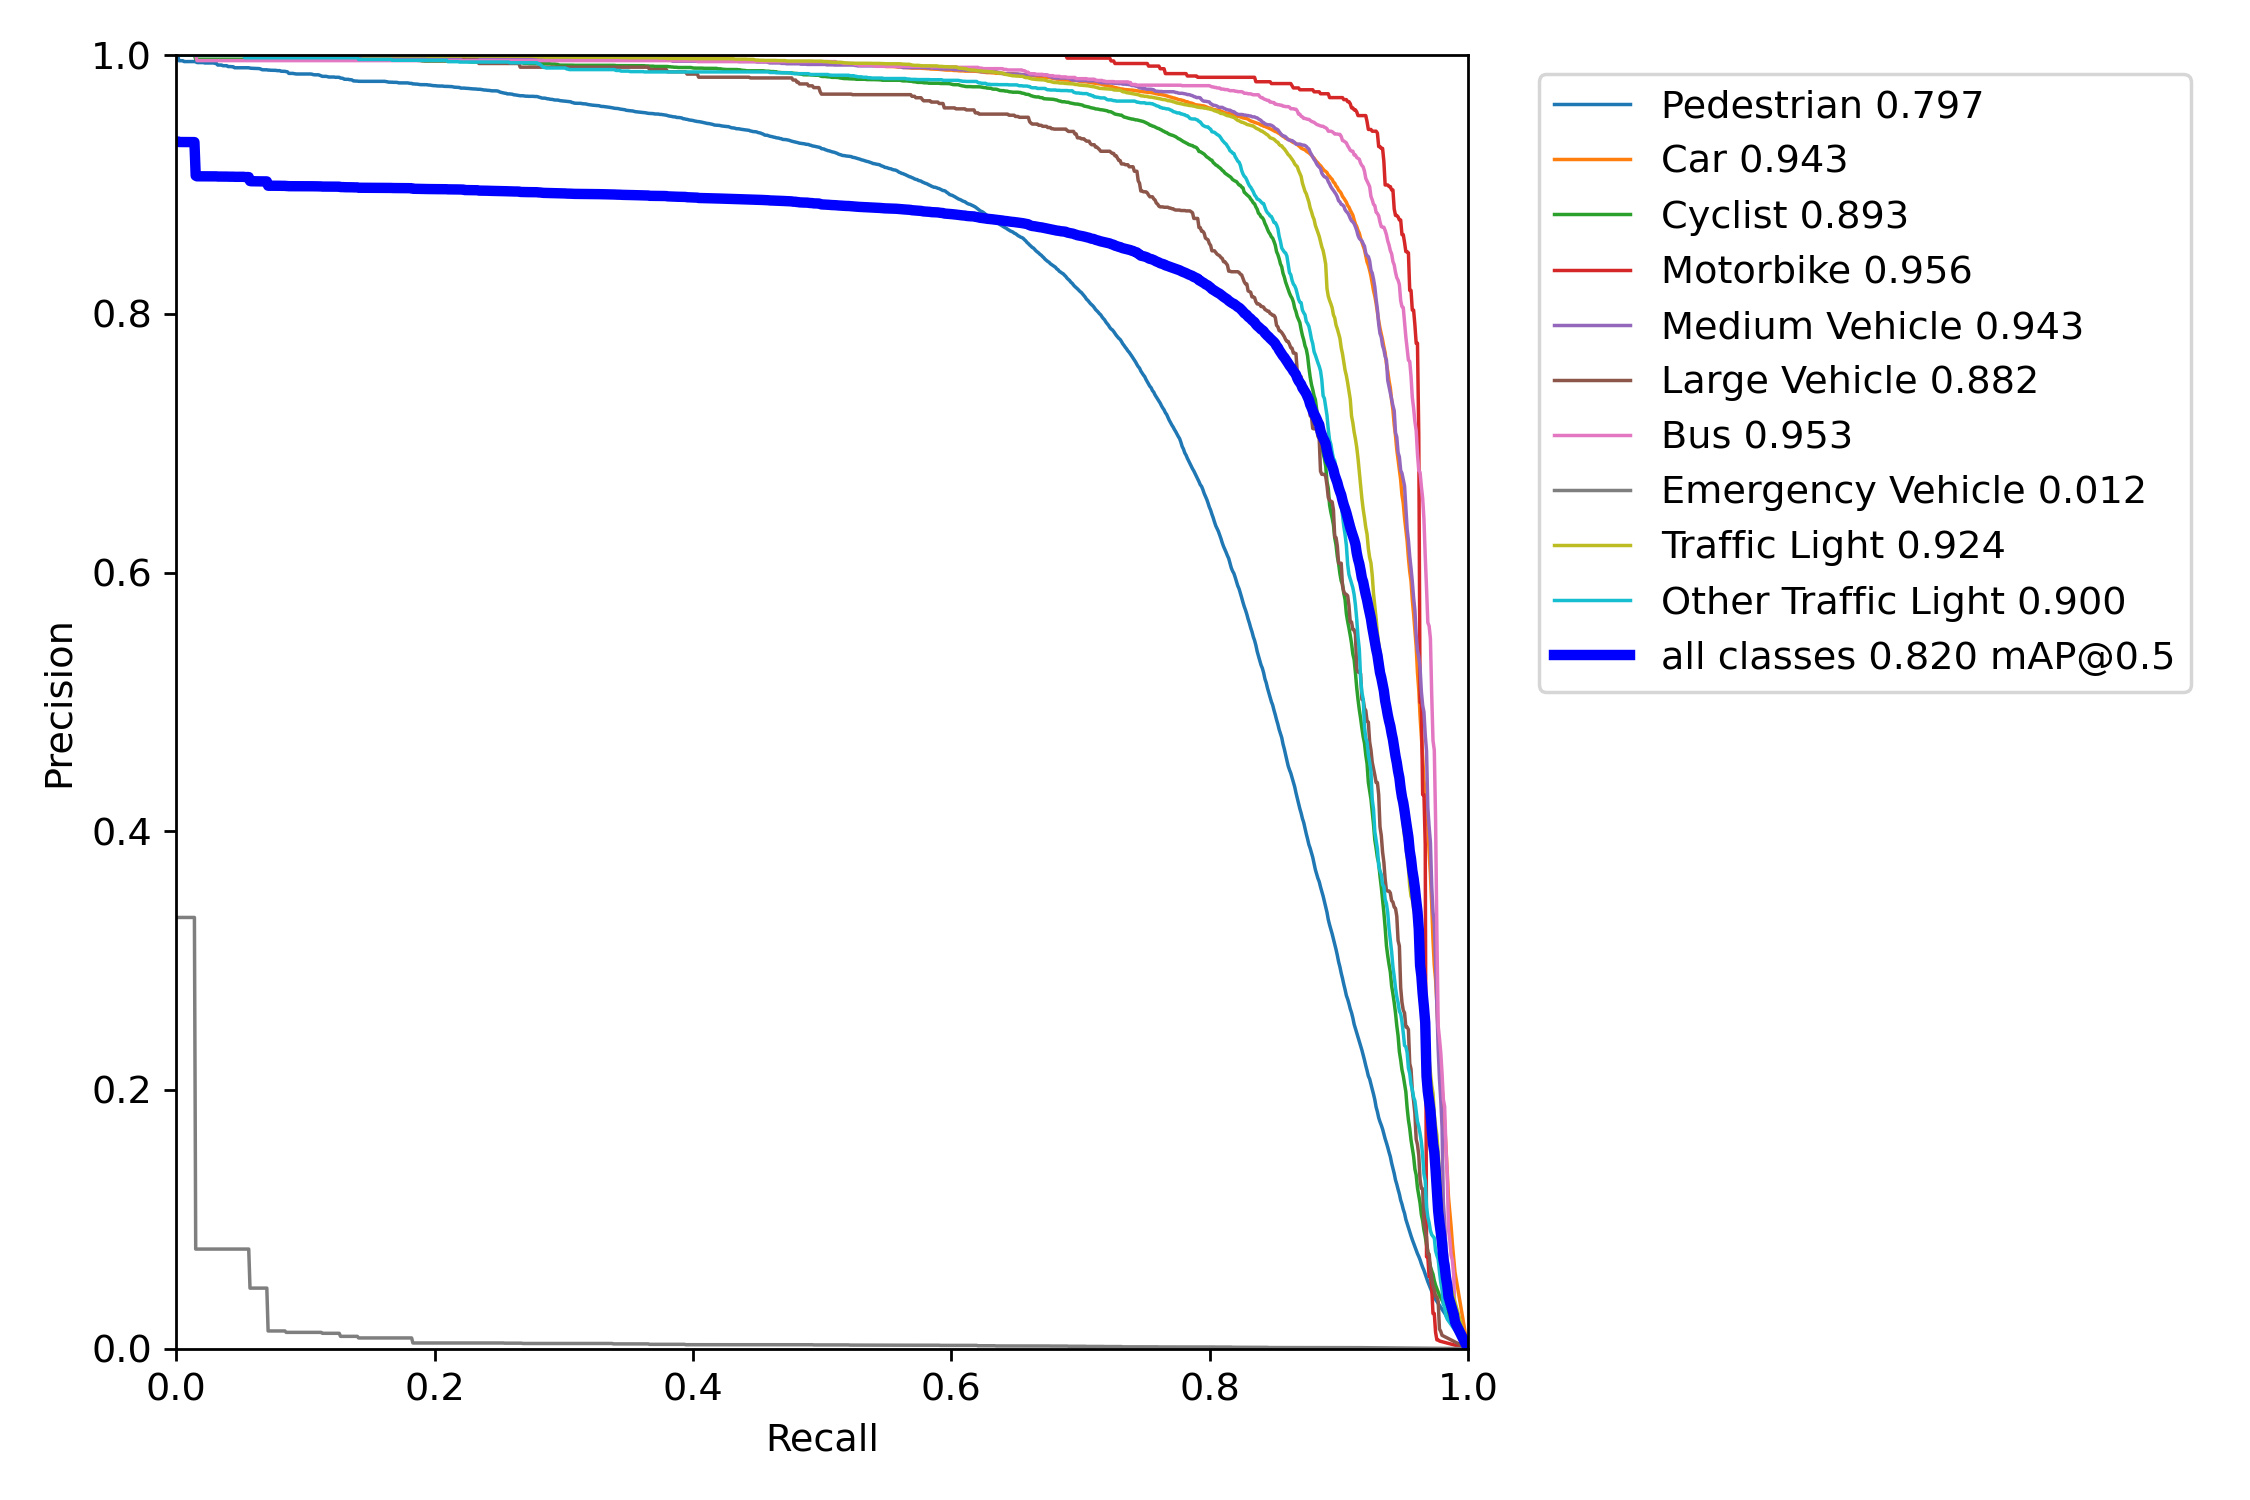 1.0
0.8
0.6
0.4
0.2
0.0
0.0 0.2 0.4 0.6 0.8 1.0
Precision
Recall
Pedestrian 0.797
Car 0.943
Cyclist 0.893
Motorbike 0.956
Medium Vehicle 0.943
Large Vehicle 0.882
Bus 0.953
Emergency Vehicle 0.012
Traffic Light 0.924
Other Traffic Light 0.900
all classes 0.820 mAP@0.5